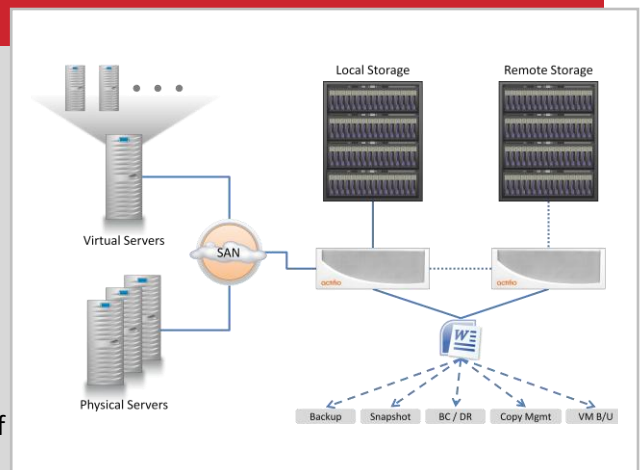 Local Storage
Remote Storage
Virtual Servers
SAN
actifio
actifio
W
Physical Servers
Backup
Snapshot
BC / DR
Copy Mgmt
VM B/U
f